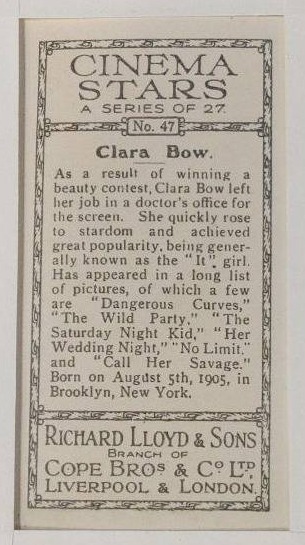 CINEMA
STARS
A SERIES OF 27
No. 47
Clara Bow.
As a result of winning a
beauty contest, Clara Bow left
her job in a doctor's office for
the screen. She quickly rose
to stardom and achieved
great popularity, being gener-
ally known as the "It" girl.
Has appeared in a long list
of pictures, of which a few
are "Dangerous Curves,"
"The Wild Party," "The
Saturday Night Kid," "Her
Wedding Night," "No Limit,"
and "Call Her Savage."
Born on August 5th, 1905, in
Brooklyn, New York.
RICHARD LLOYD & SONS
BRANCH OF
COPE BROS & CO LTD.
LIVERPOOL & LONDON.